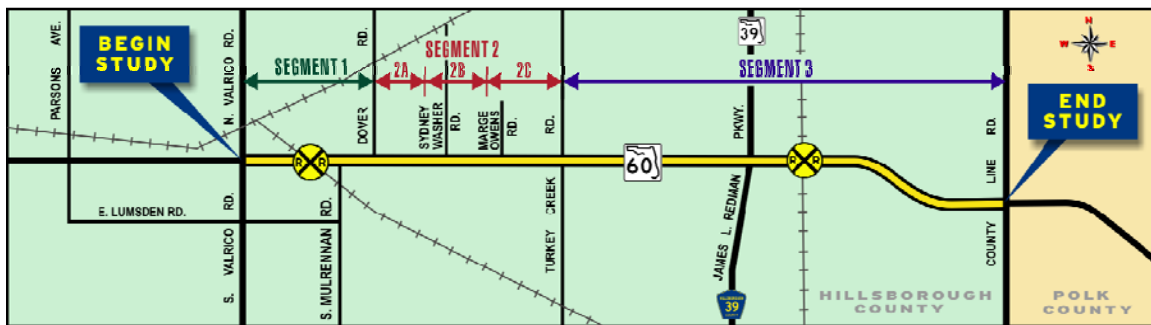 PARSONS AVE.
BEGIN
STUDY
N. VALRICO RD.
SEGMENT 1
DOVER RD.
SEGMENT 2
2A
2B
2C
SYDNEY
WASHER
RD.
MARGE
OWENS
RD.
TURKEY CREEK RD.
SEGMENT 3
39
JAMES L. REDMAN PKWY.
N
W
E
S
END
STUDY
COUNTY LINE RD.
R R
60
R R
E. LUMSDEN RD.
S. VALRICO RD.
S. MULRENNAN RD.
HILLSBOROUGH
39
HILLSBOROUGH
COUNTY
POLK
COUNTY